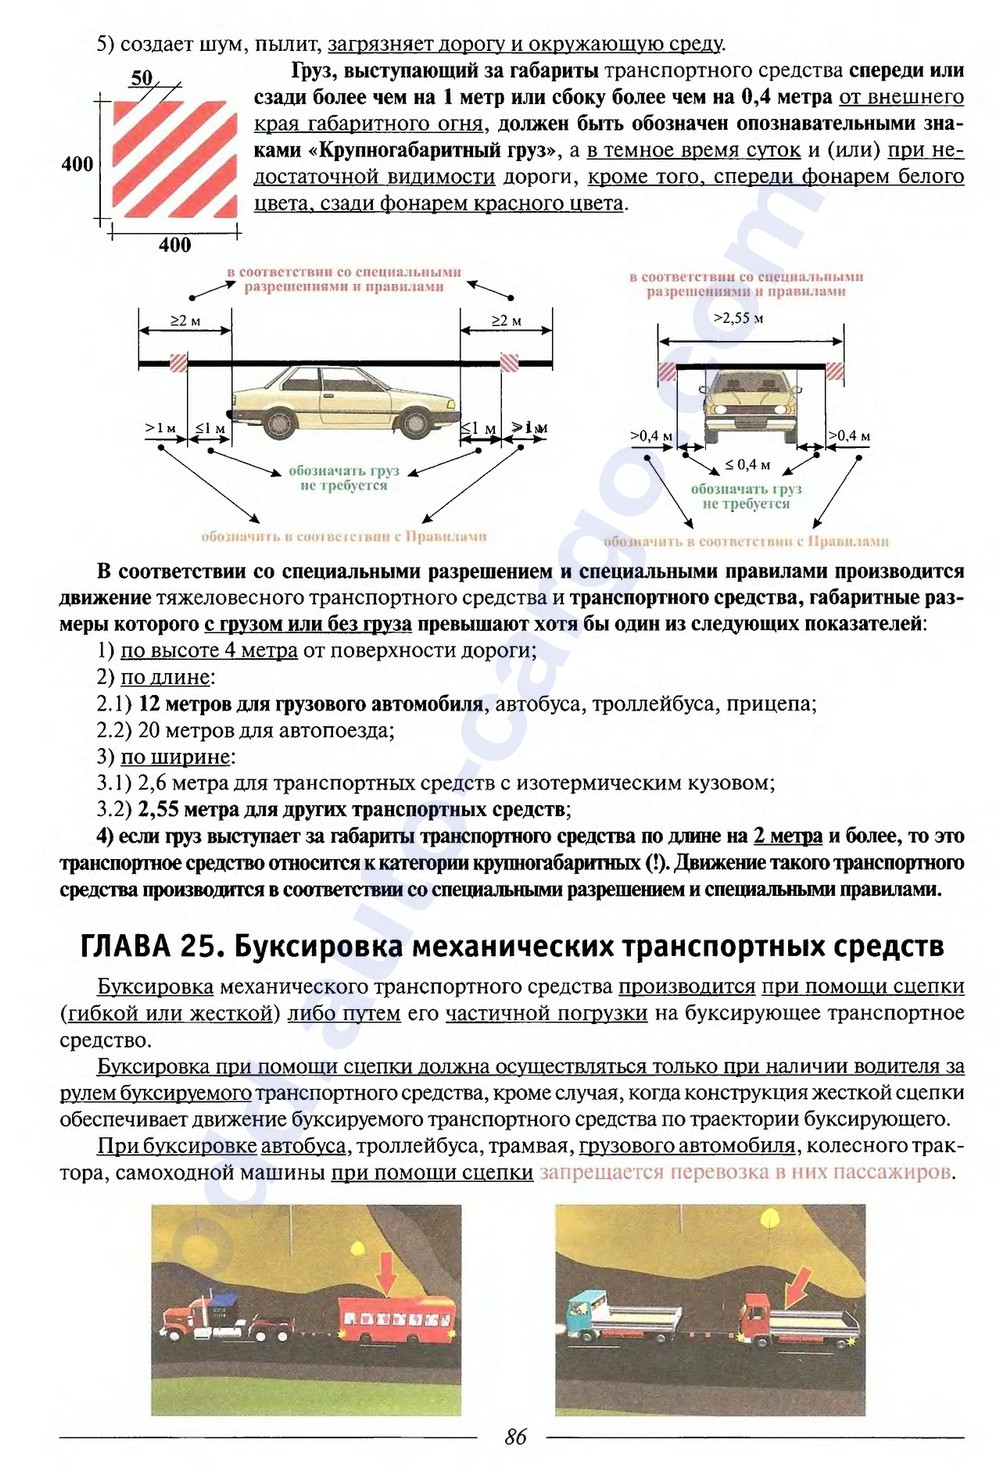 5) создает шум, пылит, загрязняет дорогу и окружающую среду.
50
400
400
Груз, выступающий за габариты транспортного средства спереди или
сзади более чем на 1 метр или сбоку более чем на 0,4 метра от внешнего
края габаритного огня, должен быть обозначен опознавательными зна-
ками «Крупногабаритный груз», а в темное время суток и (или) при не-
достаточной видимости дороги, кроме того, спереди фонарем белого
цвета, сзади фонарем красного цвета.
в соответствии со специальными
разрешениями и правилами
≥2 м
≥2 м
>1 м
≤1 м
≤1 м
>1 м
обозначать груз
не требуется
обозначить в соответствии с Правилами
в соответствии со специальными
разрешениями и правилами
>2,55 м
>0,4 м
>0,4 м
≤ 0,4 м
обозначать груз
не требуется
обозначить в соответствии с Правилами
В соответствии со специальными разрешением и специальными правилами производится
движение тяжеловесного транспортного средства и транспортного средства, габаритные раз-
меры которого с грузом или без груза превышают хотя бы один из следующих показателей:
1) по высоте 4 метра от поверхности дороги;
2) по длине:
2.1) 12 метров для грузового автомобиля, автобуса, троллейбуса, прицепа;
2.2) 20 метров для автопоезда;
3) по ширине:
3.1) 2,6 метра для транспортных средств с изотермическим кузовом;
3.2) 2,55 метра для других транспортных средств;
4) если груз выступает за габариты транспортного средства по длине на 2 метра и более, то это
транспортное средство относится к категории крупногабаритных (!). Движение такого транспортного
средства производится в соответствии со специальными разрешением и специальными правилами.
ГЛАВА 25. Буксировка механических транспортных средств
Буксировка механического транспортного средства производится при помощи сцепки
(гибкой или жесткой) либо путем его частичной погрузки на буксирующее транспортное
средство.
Буксировка при помощи сцепки должна осуществляться только при наличии водителя за
рулем буксируемого транспортного средства, кроме случая, когда конструкция жесткой сцепки
обеспечивает движение буксируемого транспортного средства по траектории буксирующего.
При буксировке автобуса, троллейбуса, трамвая, грузового автомобиля, колесного трак-
тора, самоходной машины при помощи сцепки запрещается перевозка в них пассажиров.
86
pdd.auto-cargo.com